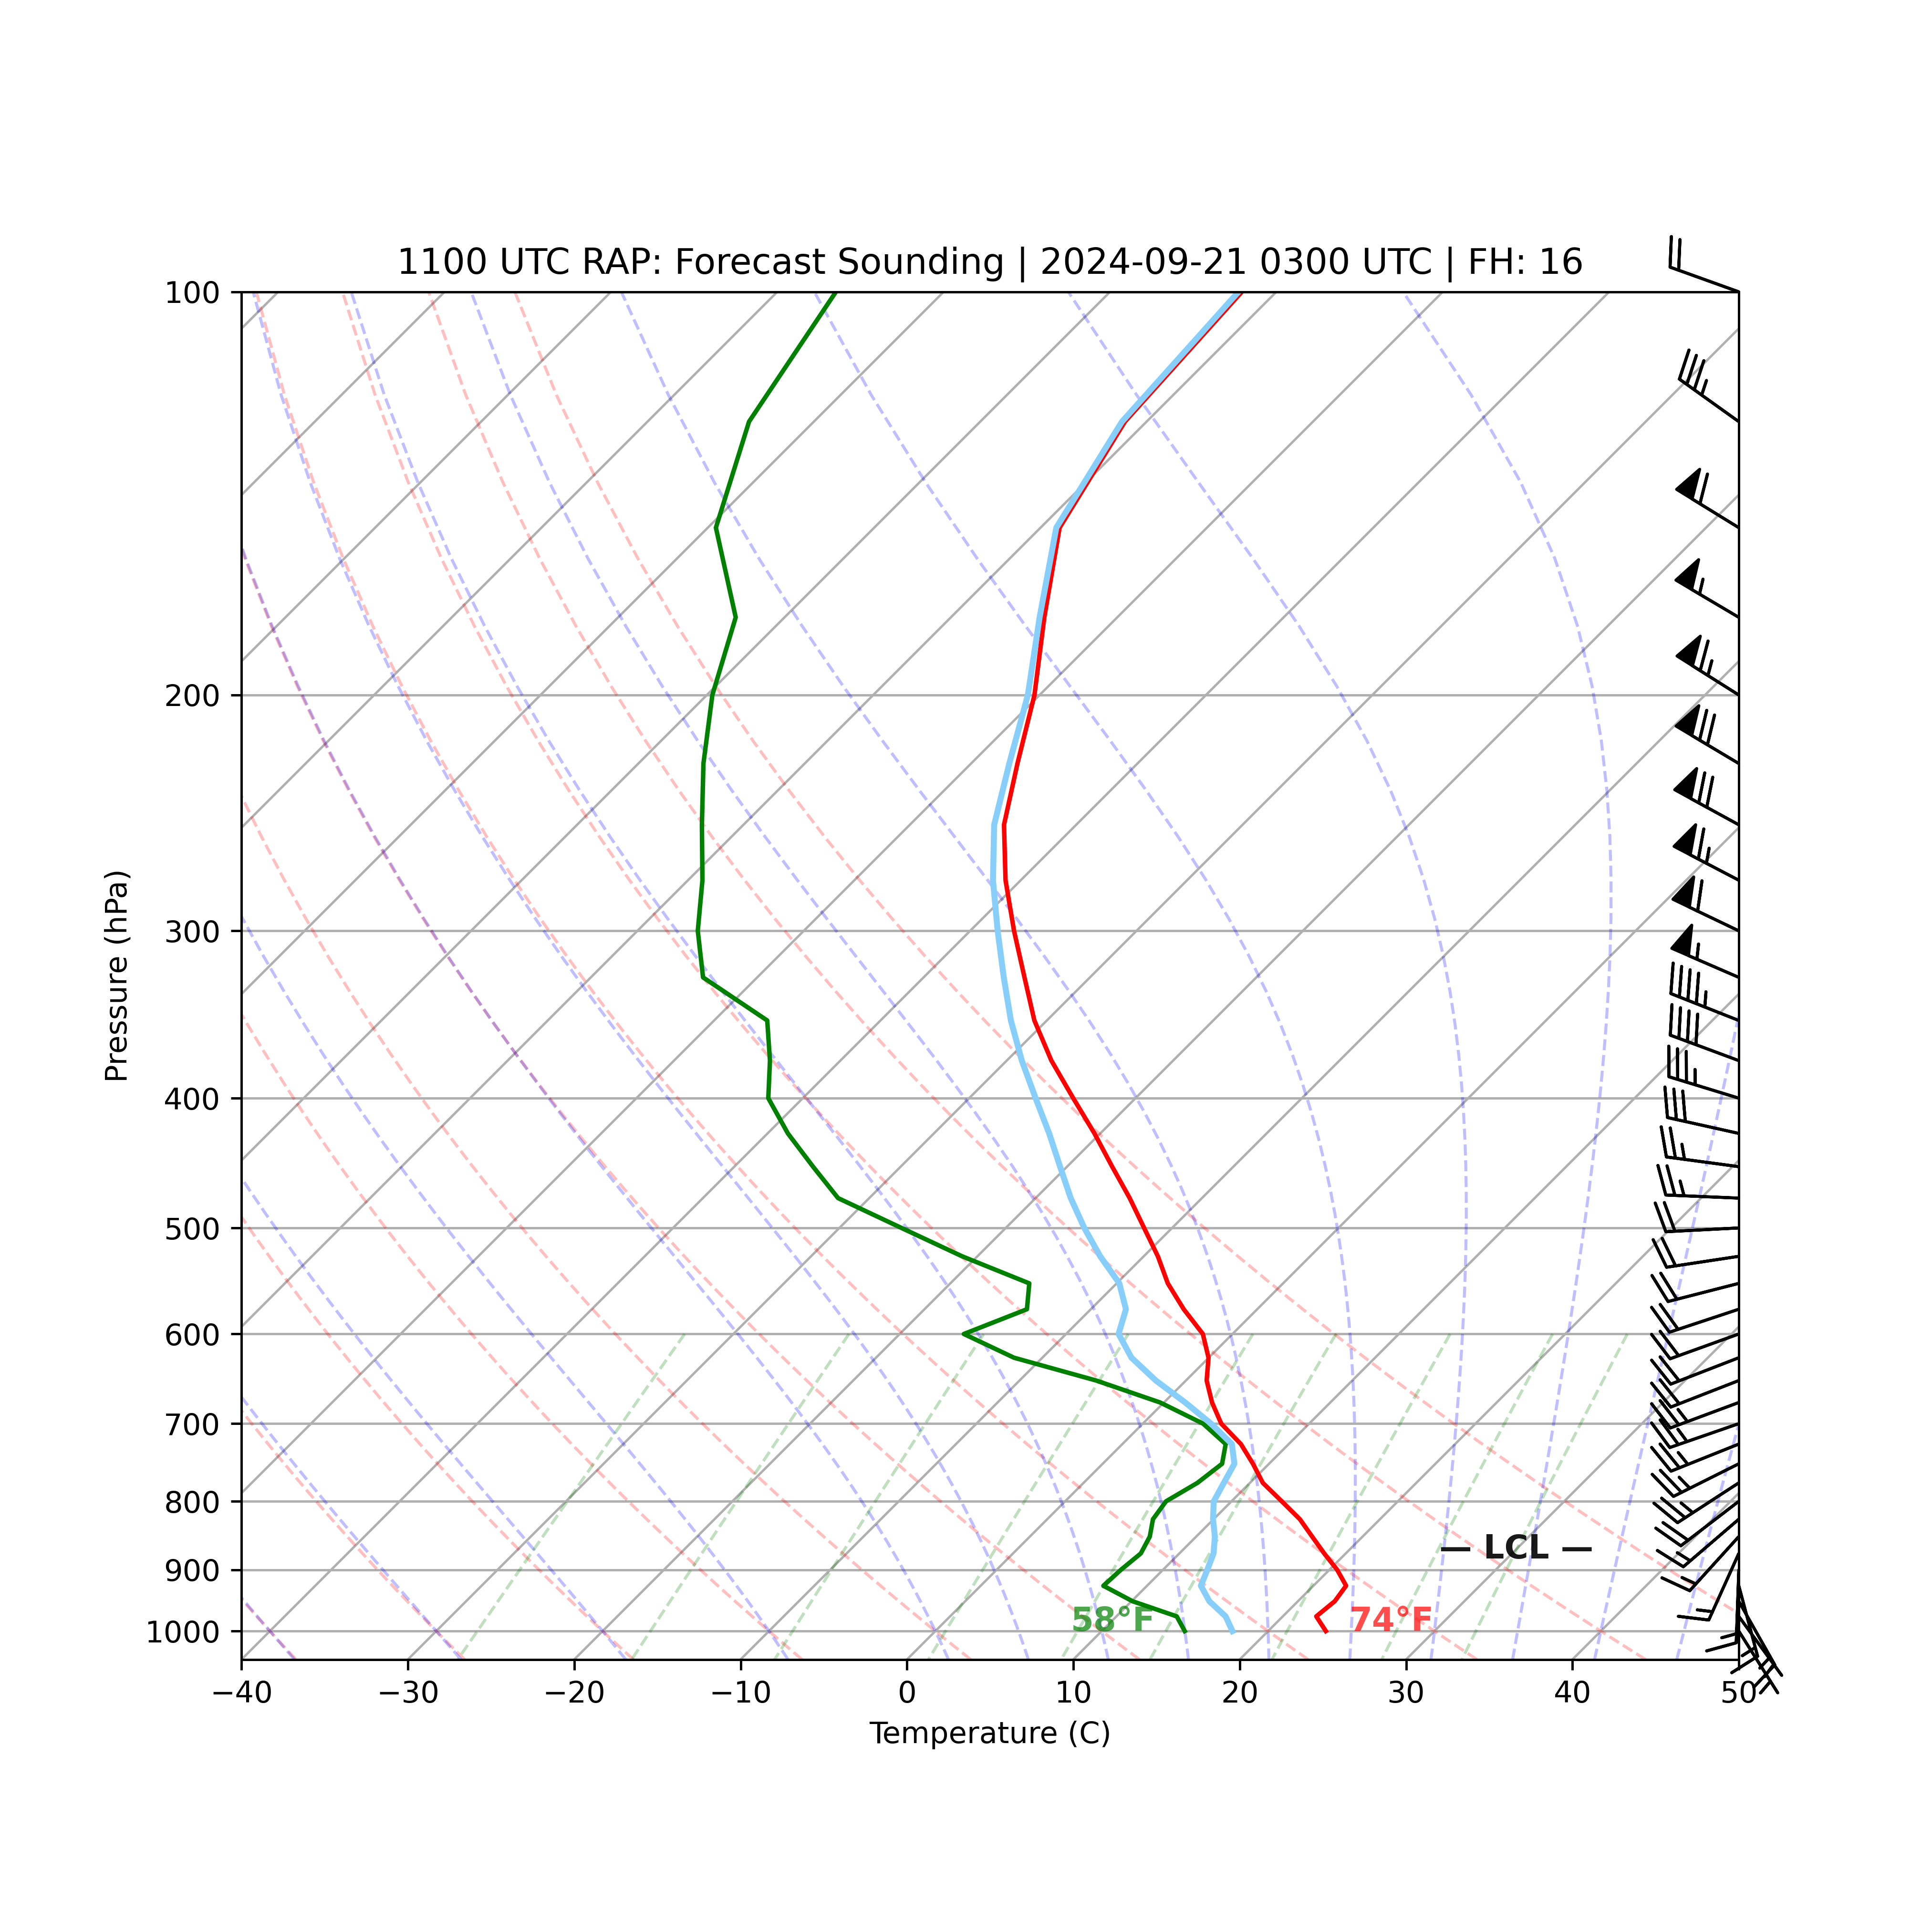 1100 UTC RAP: Forecast Sounding | 2024-09-21 0300 UTC | FH: 16
100
200
300
400
500
600
700
800
900
1000
Pressure (hPa)
— LCL —
58°F
74°F
−40 −30 −20 −10 0 10 20 30 40 50
Temperature (C)